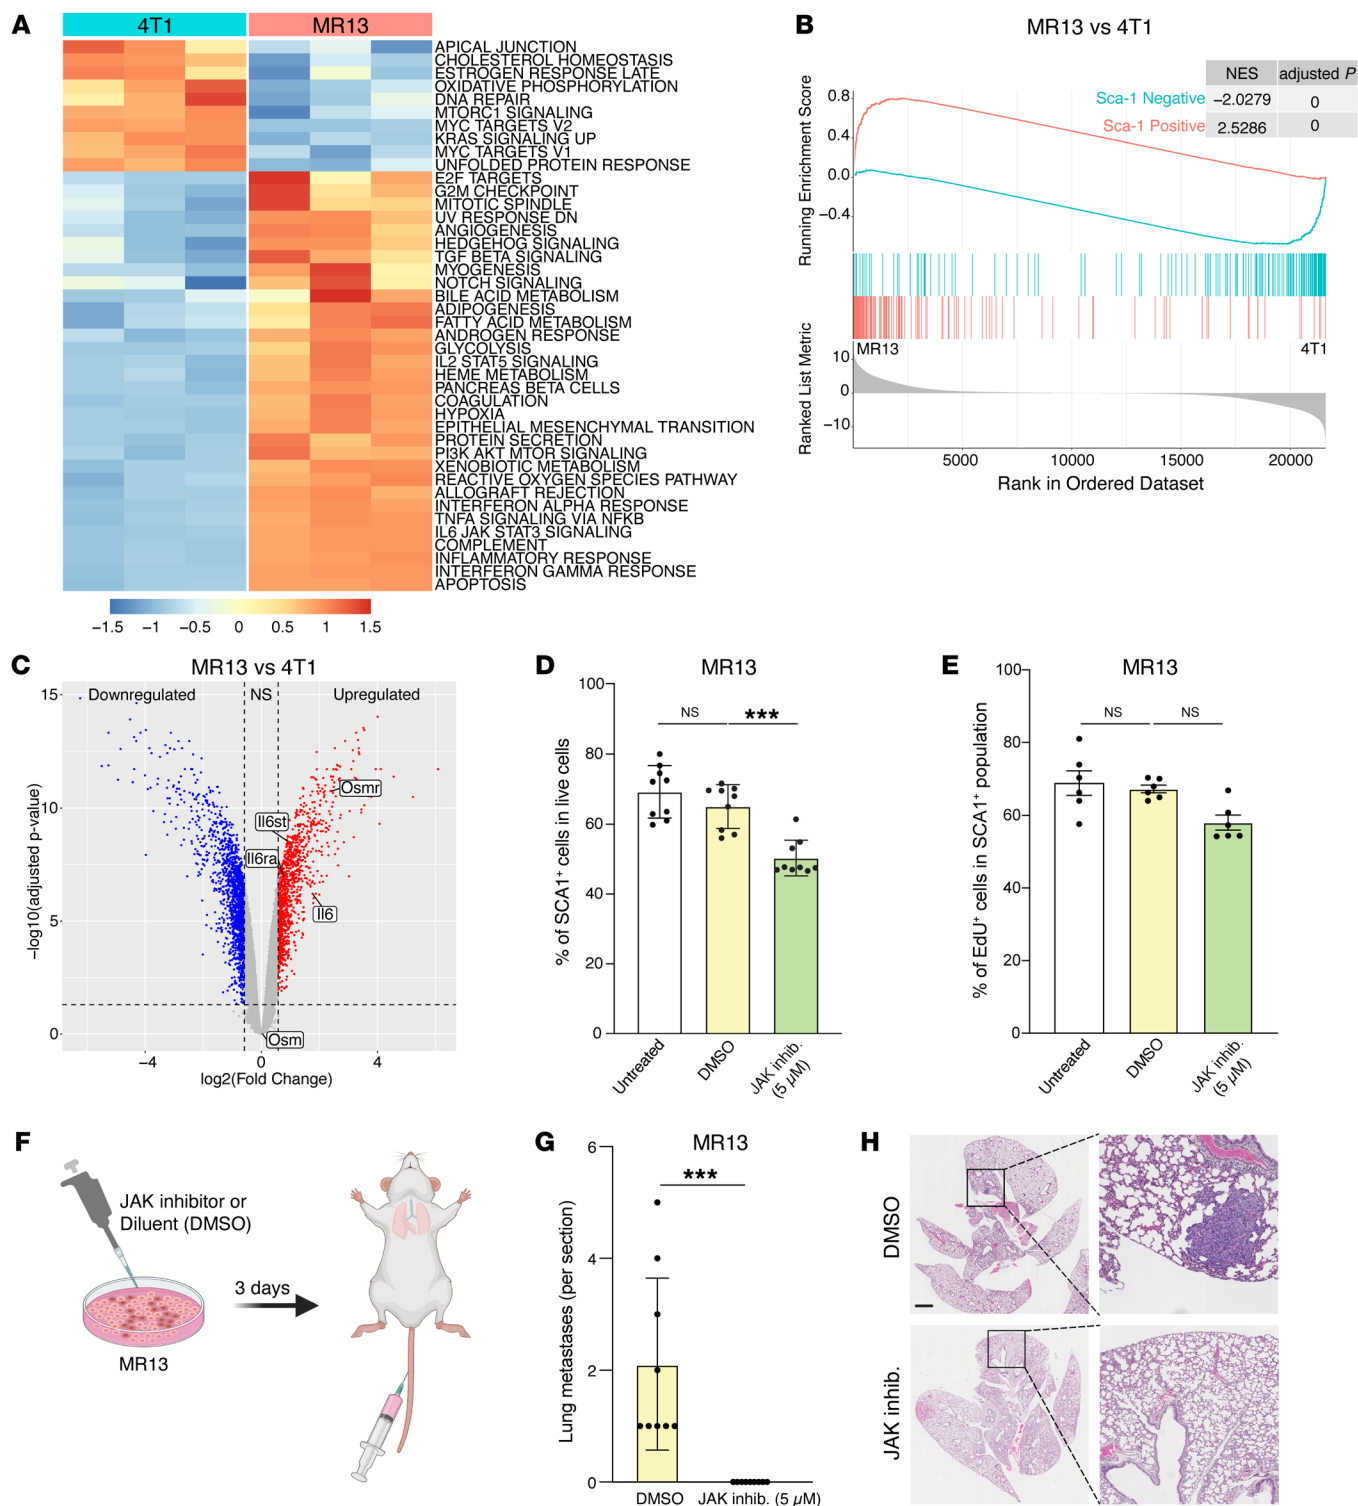 A
4T1
MR13
APICAL JUNCTION
CHOLESTEROL HOMEOSTASIS
ESTROGEN RESPONSE LATE
OXIDATIVE PHOSPHORYLATION
DNA REPAIR
MTORC1 SIGNALING
MYC TARGETS V2
KRAS SIGNALING UP
MYC TARGETS V1
UNFOLDED PROTEIN RESPONSE
E2F TARGETS
G2M CHECKPOINT
MITOTIC SPINDLE
UV RESPONSE DN
ANGIOGENESIS
HEDGEHOG SIGNALING
TGF BETA SIGNALING
MYOGENESIS
NOTCH SIGNALING
BILE ACID METABOLISM
ADIPOGENESIS
FATTY ACID METABOLISM
ANDROGEN RESPONSE
GLYCOLYSIS
IL2 STAT5 SIGNALING
HEME METABOLISM
PANCREAS BETA CELLS
COAGULATION
HYPOXIA
EPITHELIAL MESENCHYMAL TRANSITION
PROTEIN SECRETION
PI3K AKT MTOR SIGNALING
XENOBIOTIC METABOLISM
REACTIVE OXYGEN SPECIES PATHWAY
ALLOGRAFT REJECTION
INTERFERON ALPHA RESPONSE
TNFA SIGNALING VIA NFKB
IL6 JAK STAT3 SIGNALING
COMPLEMENT
INFLAMMATORY RESPONSE
INTERFERON GAMMA RESPONSE
APOPTOSIS
−1.5 −1 −0.5 0 0.5 1 1.5
B
MR13 vs 4T1
NES adjusted P
Sca-1 Negative −2.0279 0
Sca-1 Positive 2.5286 0
Running Enrichment Score
0.8
0.4
0.0
−0.4
MR13
4T1
Ranked List Metric
10
0
−10
5000 10000 15000 20000
Rank in Ordered Dataset
C
MR13 vs 4T1
Downregulated NS Upregulated
−log10(adjusted p-value)
15
10
5
0
Osmr
Il6st
Il6ra
Il6
Osm
−4 0 4
log2(Fold Change)
D
MR13
% of SCA1+ cells in live cells
100
80
60
40
20
0
NS
***
Untreated
DMSO
JAK inhib.
(5 µM)
E
MR13
% of EdU+ cells in SCA1+ population
100
80
60
40
20
0
NS
NS
Untreated
DMSO
JAK inhib.
(5 µM)
F
JAK inhibitor or
Diluent (DMSO)
3 days
MR13
G
MR13
Lung metastases (per section)
6
4
2
0
***
DMSO
JAK inhib. (5 µM)
H
DMSO
JAK inhib.